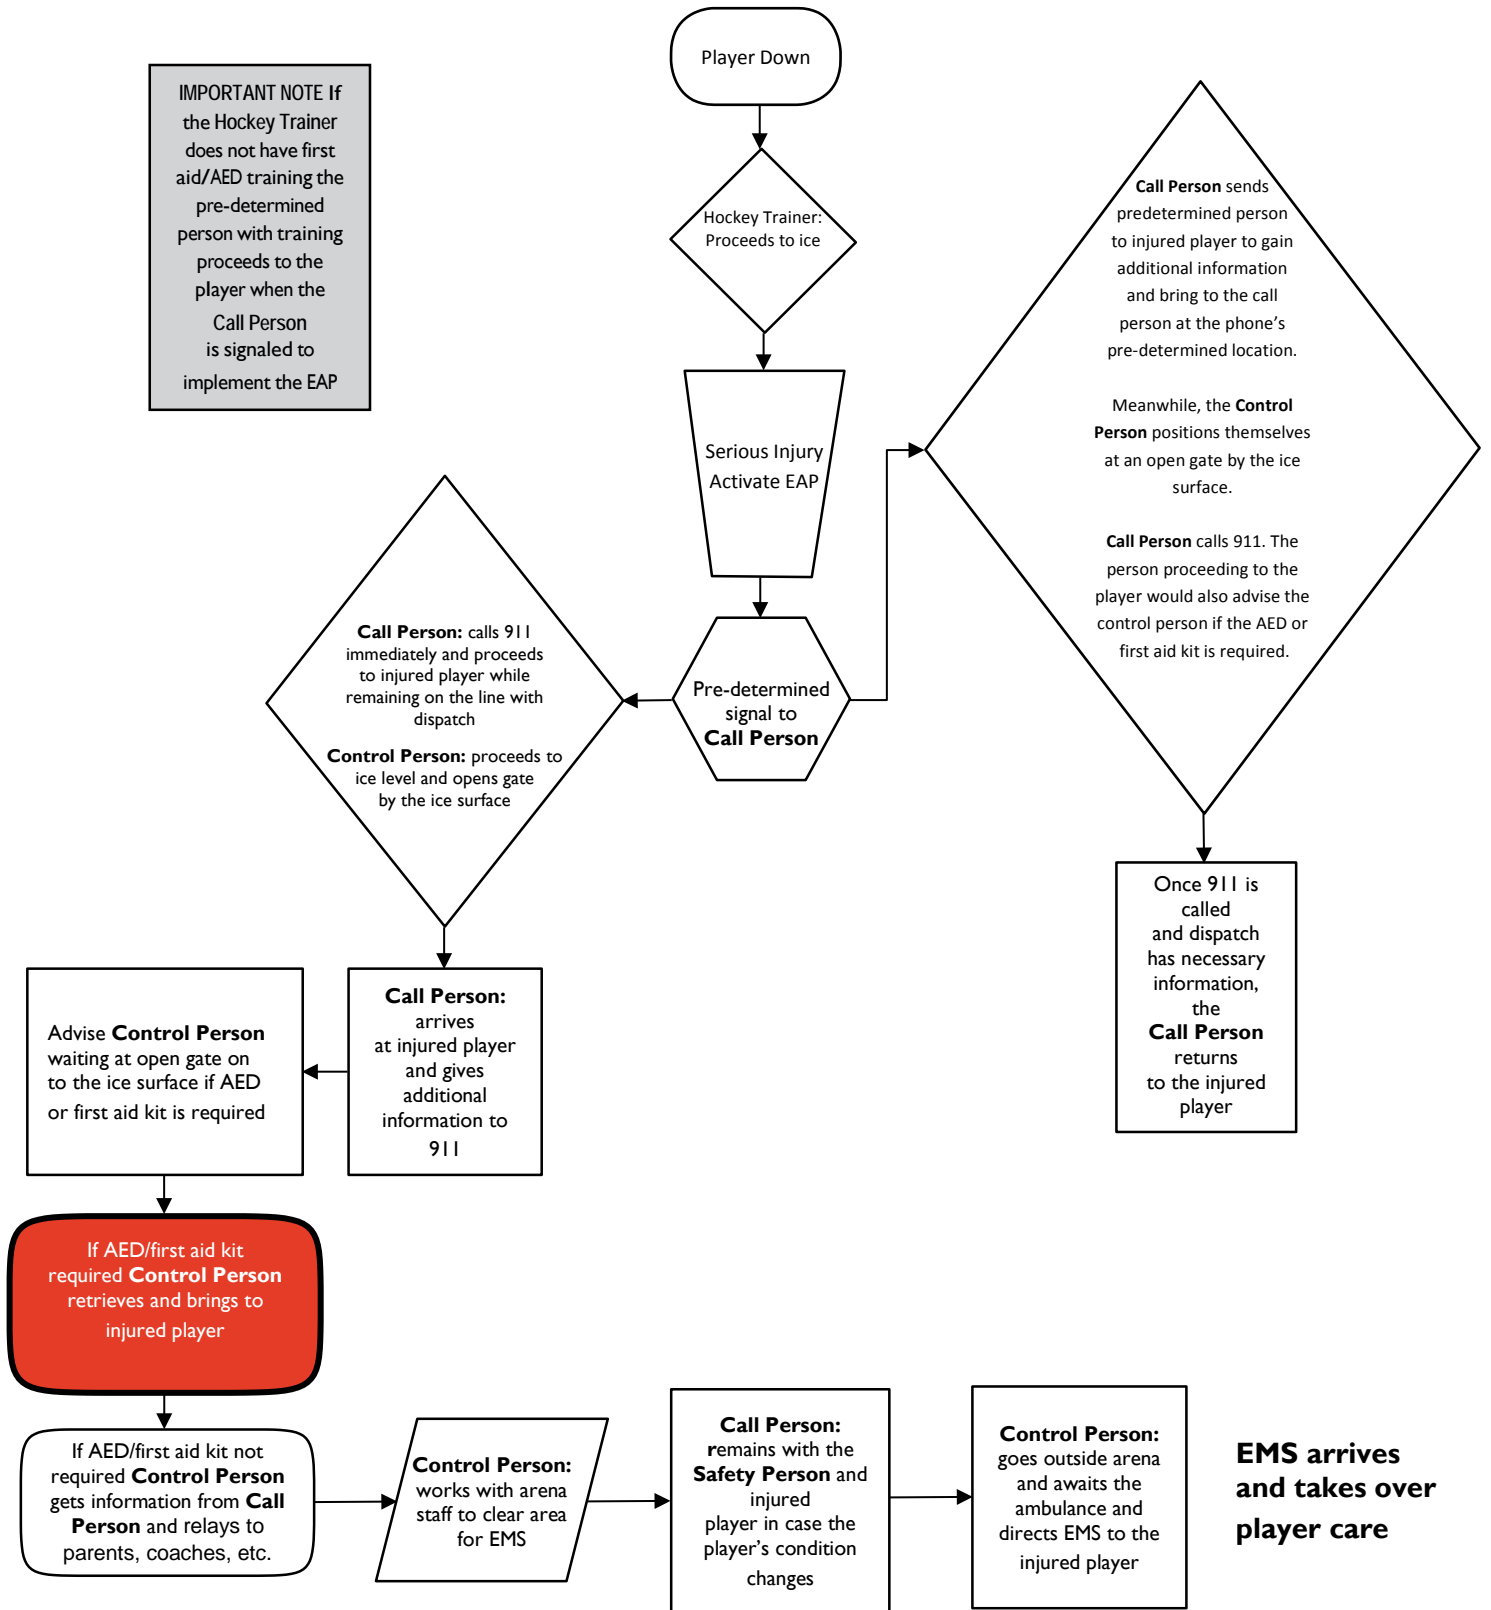 Player Down
IMPORTANT NOTE If
the Hockey Trainer
does not have first
aid/AED training the
pre-determined
person with training
proceeds to the
player when the
Call Person
is signaled to
implement the EAP
Hockey Trainer:
Proceeds to ice
Call Person sends
predetermined person
to injured player to gain
additional information
and bring to the call
person at the phone’s
pre-determined location.
Meanwhile, the Control
Person positions themselves
at an open gate by the ice
surface.
Call Person calls 911. The
person proceeding to the
player would also advise the
control person if the AED or
first aid kit is required.
Serious Injury
Activate EAP
Pre-determined
signal to
Call Person
Call Person: calls 911
immediately and proceeds
to injured player while
remaining on the line with
dispatch
Control Person: proceeds to
ice level and opens gate
by the ice surface
Once 911 is
called
and dispatch
has necessary
information,
the
Call Person
returns
to the injured
player
Call Person:
arrives
at injured player
and gives
additional
information to
911
Advise Control Person
waiting at open gate on
to the ice surface if AED
or first aid kit is required
If AED/first aid kit
required Control Person
retrieves and brings to
injured player
If AED/first aid kit not
required Control Person
gets information from Call
Person and relays to
parents, coaches, etc.
Control Person:
works with arena
staff to clear area
for EMS
Call Person:
remains with the
Safety Person and
injured
player in case the
player’s condition
changes
Control Person:
goes outside arena
and awaits the
ambulance and
directs EMS to the
injured player
EMS arrives
and takes over
player care